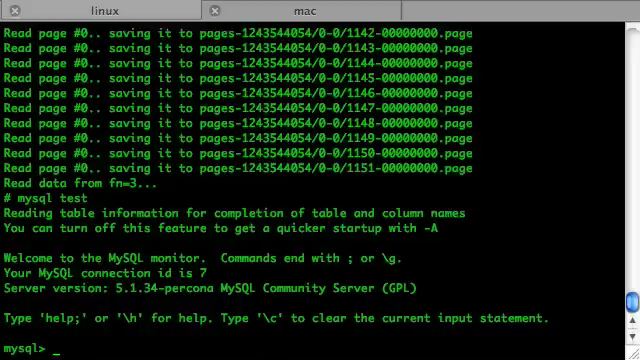 linux
mac
Read page #0.. saving it to pages-1243544054/0-0/1142-00000000.page
Read page #0.. saving it to pages-1243544054/0-0/1143-00000000.page
Read page #0.. saving it to pages-1243544054/0-0/1144-00000000.page
Read page #0.. saving it to pages-1243544054/0-0/1145-00000000.page
Read page #0.. saving it to pages-1243544054/0-0/1146-00000000.page
Read page #0.. saving it to pages-1243544054/0-0/1147-00000000.page
Read page #0.. saving it to pages-1243544054/0-0/1148-00000000.page
Read page #0.. saving it to pages-1243544054/0-0/1149-00000000.page
Read page #0.. saving it to pages-1243544054/0-0/1150-00000000.page
Read page #0.. saving it to pages-1243544054/0-0/1151-00000000.page
Read data from fn=3...
# mysql test
Reading table information for completion of table and column names
You can turn off this feature to get a quicker startup with -A
Welcome to the MySQL monitor.  Commands end with ; or \g.
Your MySQL connection id is 7
Server version: 5.1.34-percona MySQL Community Server (GPL)
Type 'help;' or '\h' for help. Type '\c' to clear the current input statement.
mysql> _